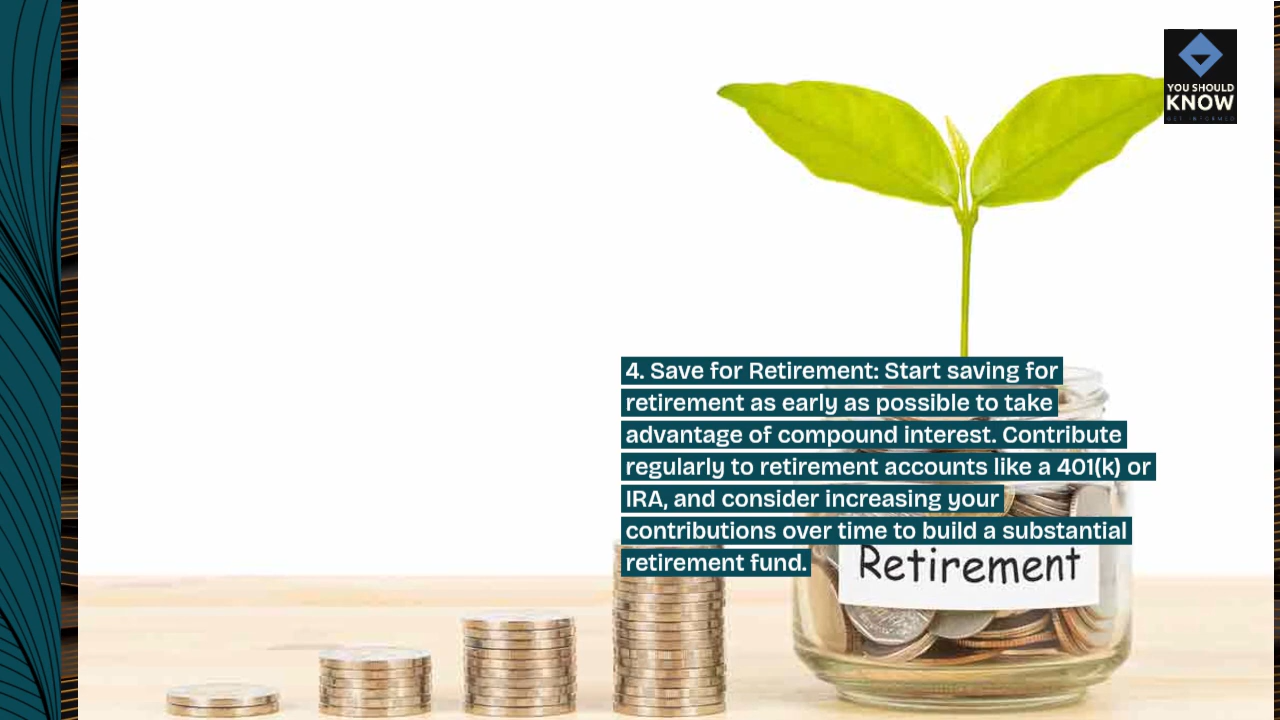 YOU SHOULD
KNOW
GET INFORMED
4. Save for Retirement: Start saving for
retirement as early as possible to take
advantage of compound interest. Contribute
regularly to retirement accounts like a 401(k) or
IRA, and consider increasing your
contributions over time to build a substantial
retirement fund.
Retirement